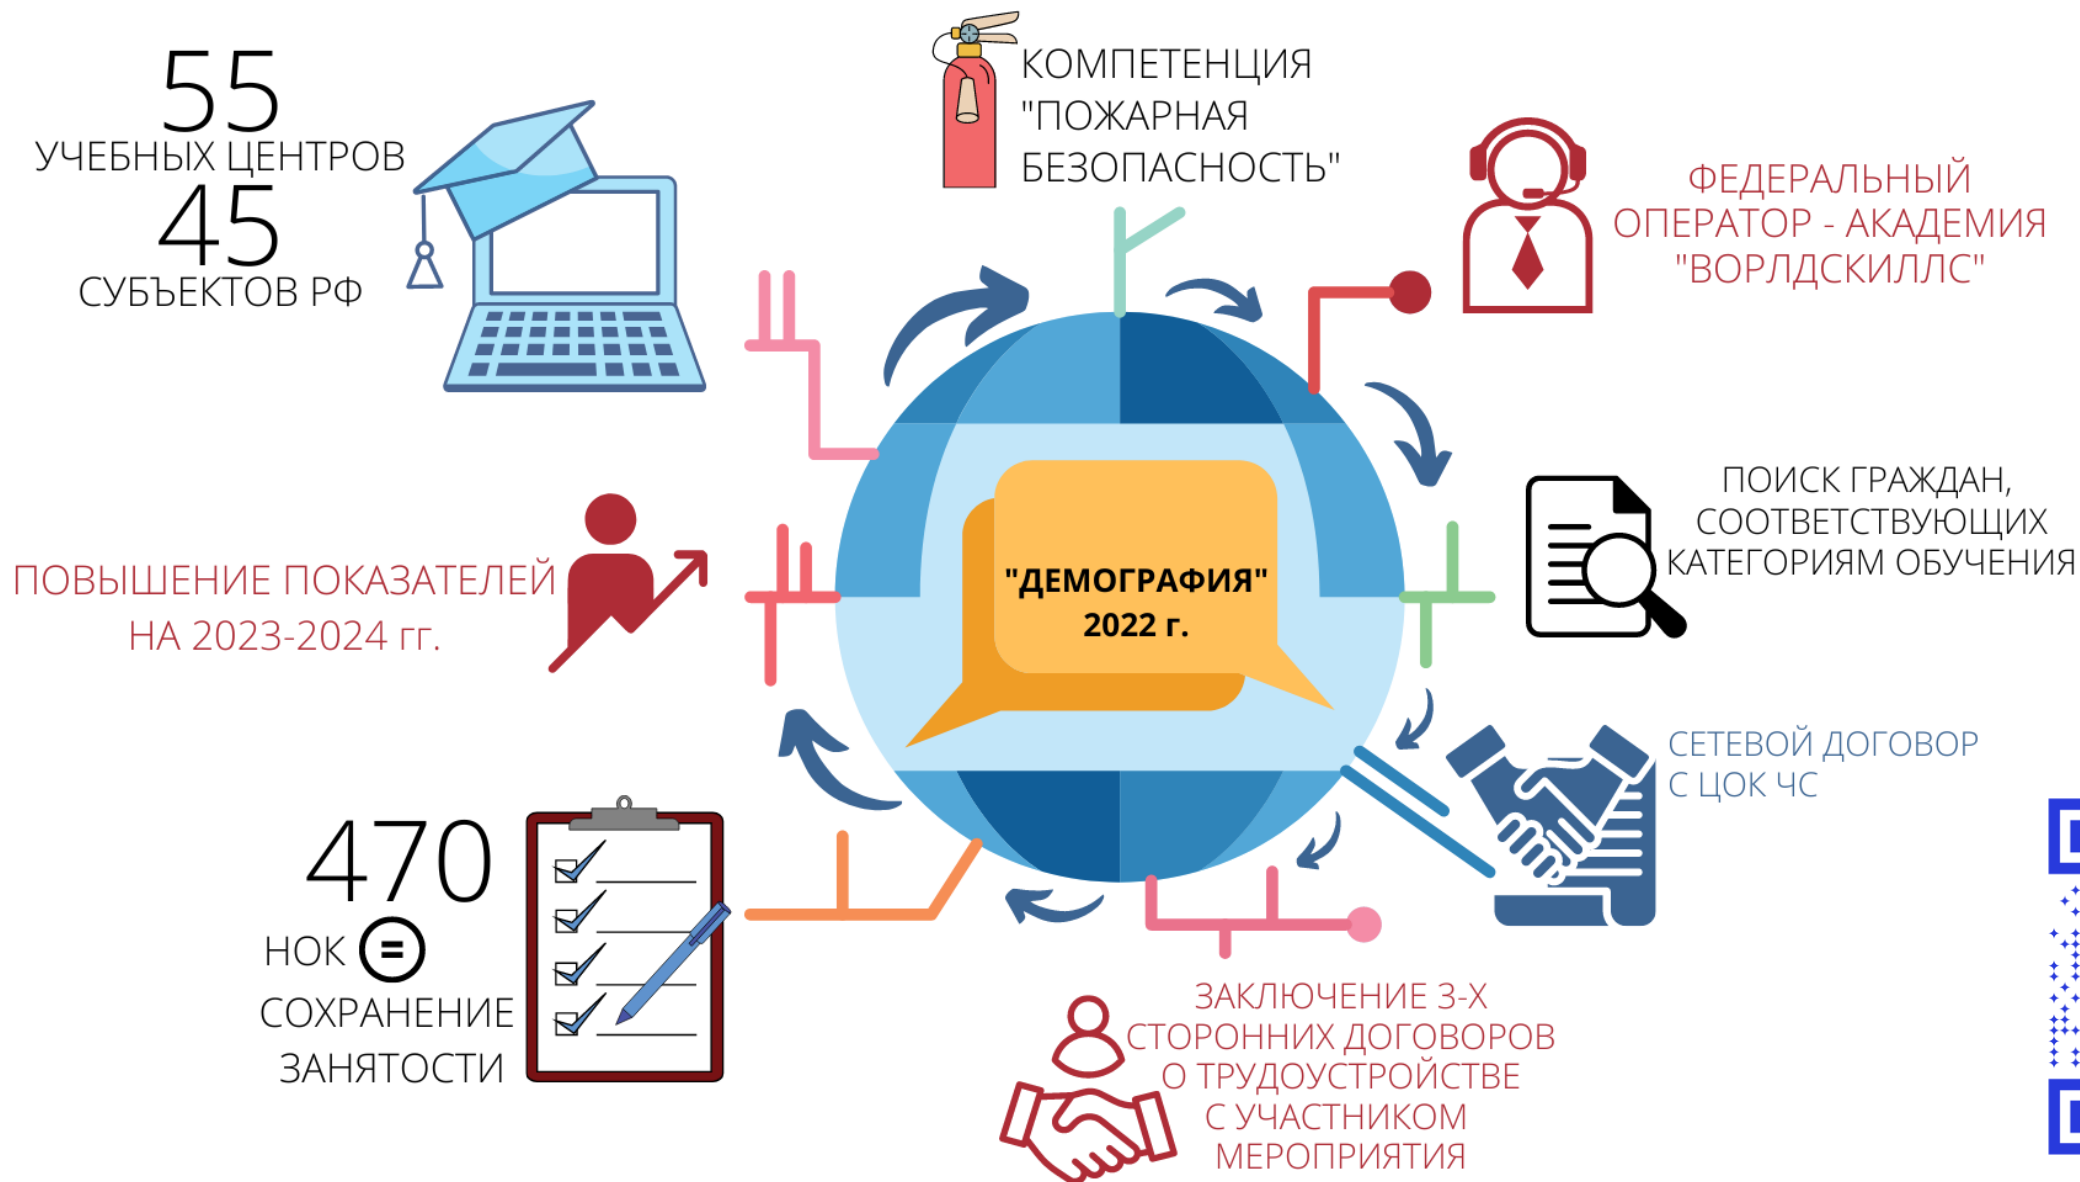 55
УЧЕБНЫХ ЦЕНТРОВ
45
СУБЪЕКТОВ РФ
КОМПЕТЕНЦИЯ
"ПОЖАРНАЯ
БЕЗОПАСНОСТЬ"
ФЕДЕРАЛЬНЫЙ
ОПЕРАТОР - АКАДЕМИЯ
"ВОРЛДСКИЛЛС"
ПОИСК ГРАЖДАН,
СООТВЕТСТВУЮЩИХ
КАТЕГОРИЯМ ОБУЧЕНИЯ
"ДЕМОГРАФИЯ"
2022 г.
ПОВЫШЕНИЕ ПОКАЗАТЕЛЕЙ
НА 2023-2024 гг.
СЕТЕВОЙ ДОГОВОР
С ЦОК ЧС
470
НОК =
СОХРАНЕНИЕ
ЗАНЯТОСТИ
ЗАКЛЮЧЕНИЕ 3-Х
СТОРОННИХ ДОГОВОРОВ
О ТРУДОУСТРОЙСТВЕ
С УЧАСТНИКОМ
МЕРОПРИЯТИЯ